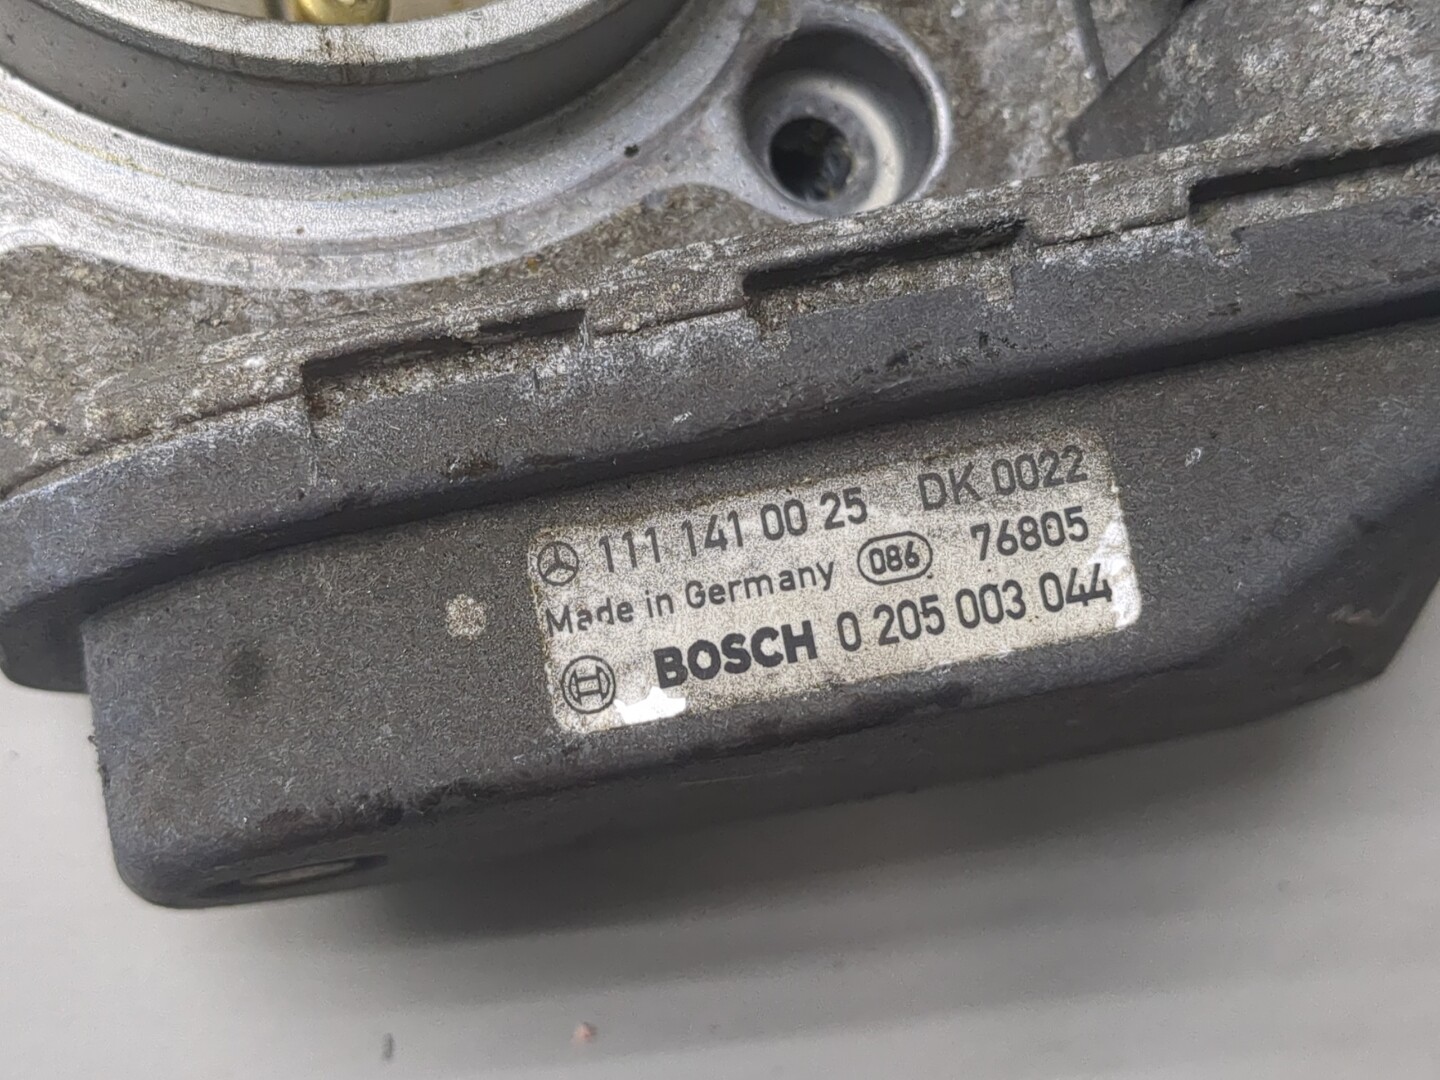 111 141 00 25 DK 0022
Made in Germany 086 76805
BOSCH 0 205 003 044